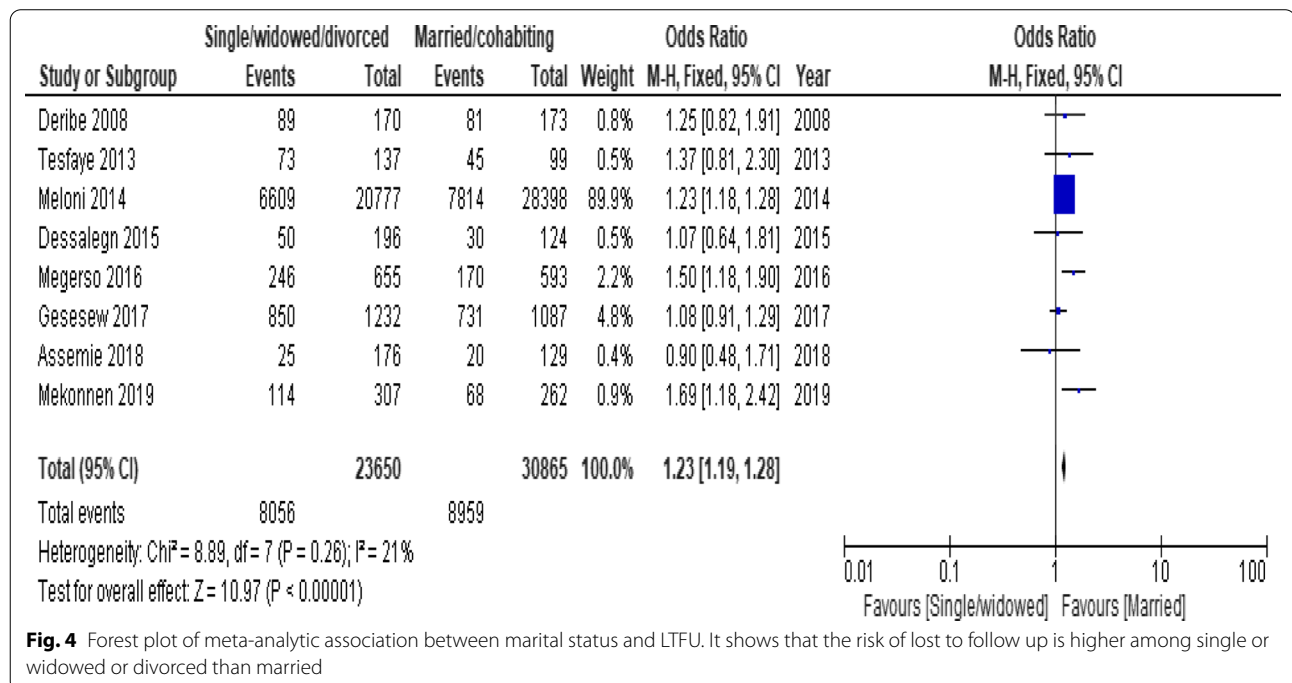 Single/widowed/divorced Married/cohabiting Odds Ratio Odds Ratio
Study or Subgroup Events Total Events Total Weight M-H, Fixed, 95% CI Year M-H, Fixed, 95% CI
Deribe 2008 89 170 81 173 0.8% 1.25 [0.82, 1.91] 2008
Tesfaye 2013 73 137 45 99 0.5% 1.37 [0.81, 2.30] 2013
Meloni 2014 6609 20777 7814 28398 89.9% 1.23 [1.18, 1.28] 2014
Dessalegn 2015 50 196 30 124 0.5% 1.07 [0.64, 1.81] 2015
Megerso 2016 246 655 170 593 2.2% 1.50 [1.18, 1.90] 2016
Gesesew 2017 850 1232 731 1087 4.8% 1.08 [0.91, 1.29] 2017
Assemie 2018 25 176 20 129 0.4% 0.90 [0.48, 1.71] 2018
Mekonnen 2019 114 307 68 262 0.9% 1.69 [1.18, 2.42] 2019
Total (95% CI) 23650 30865 100.0% 1.23 [1.19, 1.28]
Total events 8056 8959
Heterogeneity: Chi² = 8.89, df = 7 (P = 0.26); I² = 21%
Test for overall effect: Z = 10.97 (P < 0.00001)
0.01 0.1 1 10 100
Favours [Single/widowed] Favours [Married]
Fig. 4 Forest plot of meta-analytic association between marital status and LTFU. It shows that the risk of lost to follow up is higher among single or
widowed or divorced than married